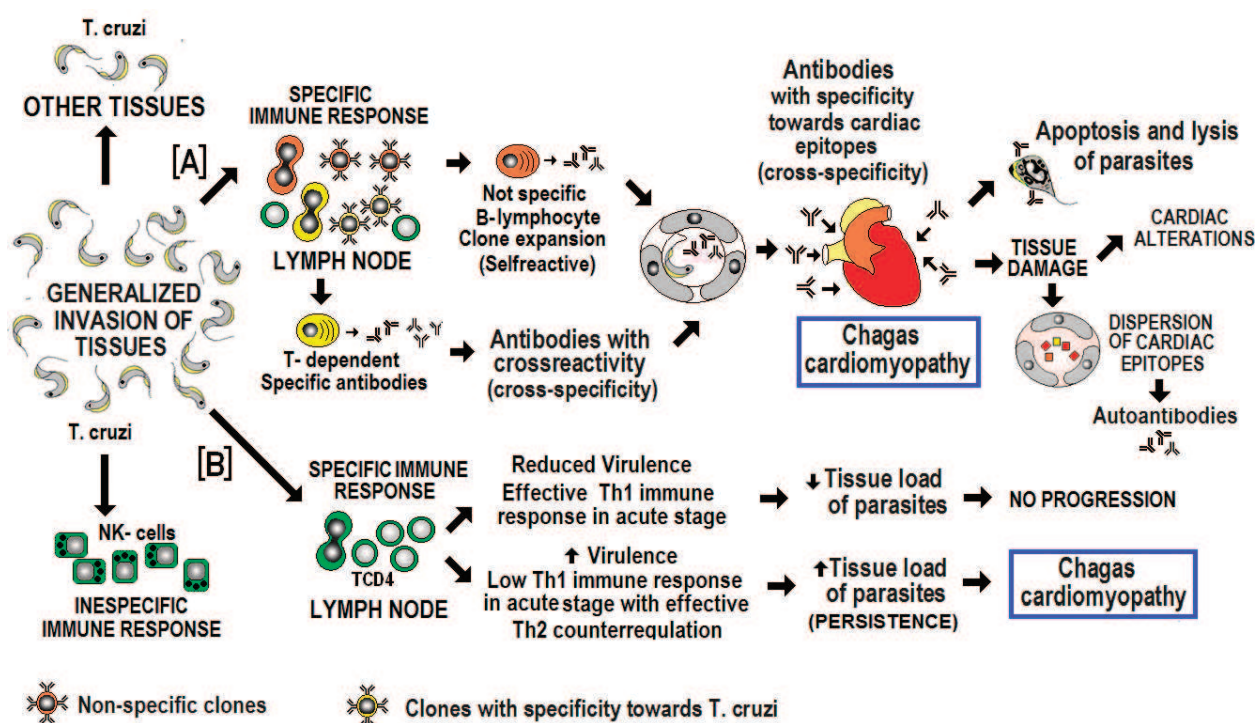 T. cruzi
OTHER TISSUES
[A]
SPECIFIC
IMMUNE RESPONSE
LYMPH NODE
Not specific
B-lymphocyte
Clone expansion
(Selfreactive)
T- dependent
Specific antibodies
Antibodies with
crossreactivity
(cross-specificity)
Antibodies
with specificity
towards cardiac
epitopes
(cross-specificity)
Chagas
cardiomyopathy
Apoptosis and lysis
of parasites
TISSUE
DAMAGE
CARDIAC
ALTERATIONS
DISPERSION
OF CARDIAC
EPITOPES
Autoantibodies
GENERALIZED
INVASION OF
TISSUES
T. cruzi
NK- cells
INESPECIFIC
IMMUNE RESPONSE
[B]
SPECIFIC IMMUNE
RESPONSE
TCD4
LYMPH NODE
Reduced Virulence
Effective Th1 immune
response in acute stage
Tissue load
of parasites
NO PROGRESSION
Virulence
Low Th1 immune response
in acute stage with effective
Th2 counterregulation
Tissue load
of parasites
(PERSISTENCE)
Chagas
cardiomyopathy
Non-specific clones
Clones with specificity towards T. cruzi